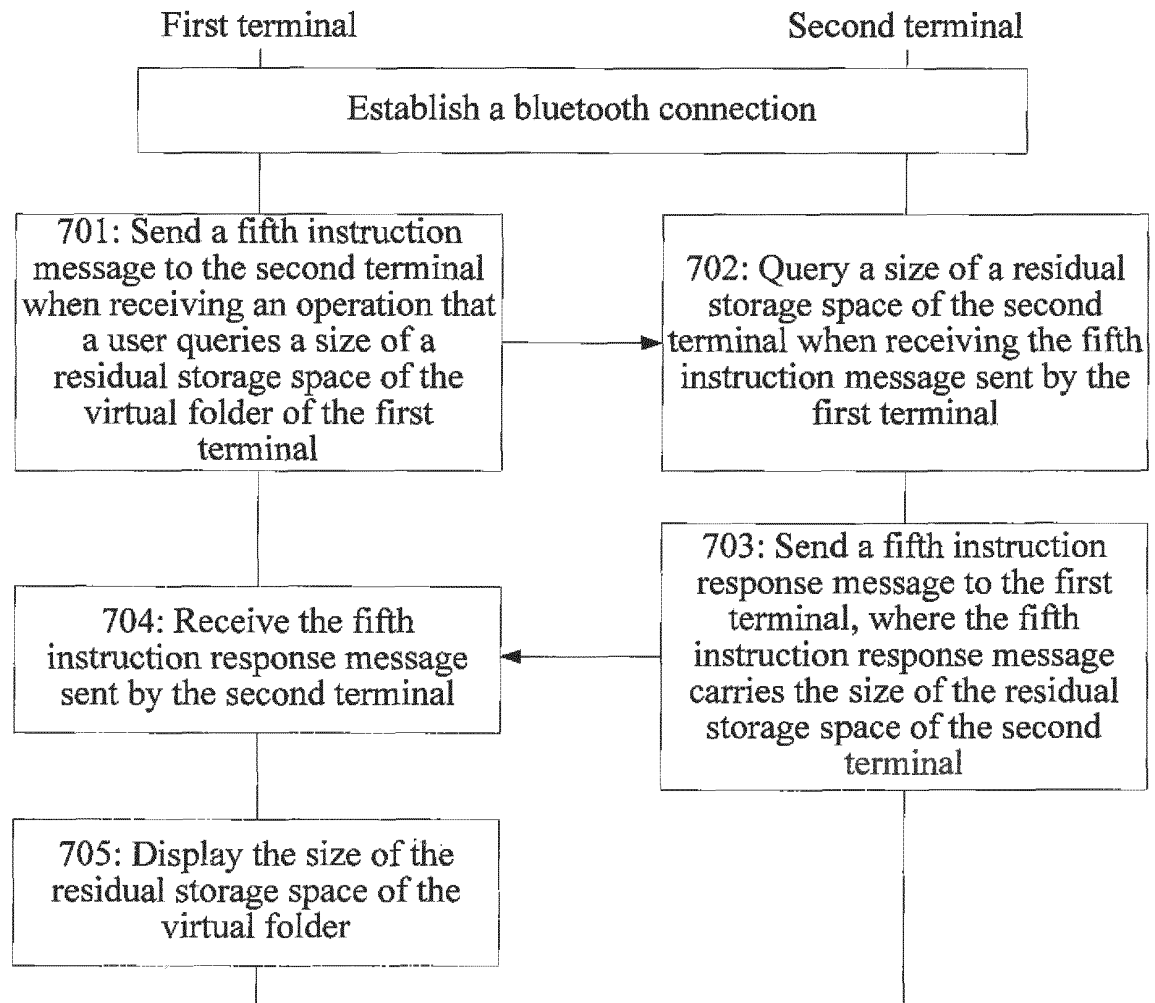 First terminal
Second terminal
Establish a bluetooth connection
701: Send a fifth instruction
message to the second terminal
when receiving an operation that
a user queries a size of a
residual storage space of the
virtual folder of the first
terminal
702: Query a size of a residual
storage space of the second
terminal when receiving the fifth
instruction message sent by the
first terminal
703: Send a fifth instruction
response message to the first
terminal, where the fifth
instruction response message
carries the size of the residual
storage space of the second
terminal
704: Receive the fifth
instruction response message
sent by the second terminal
705: Display the size of the
residual storage space of the
virtual folder